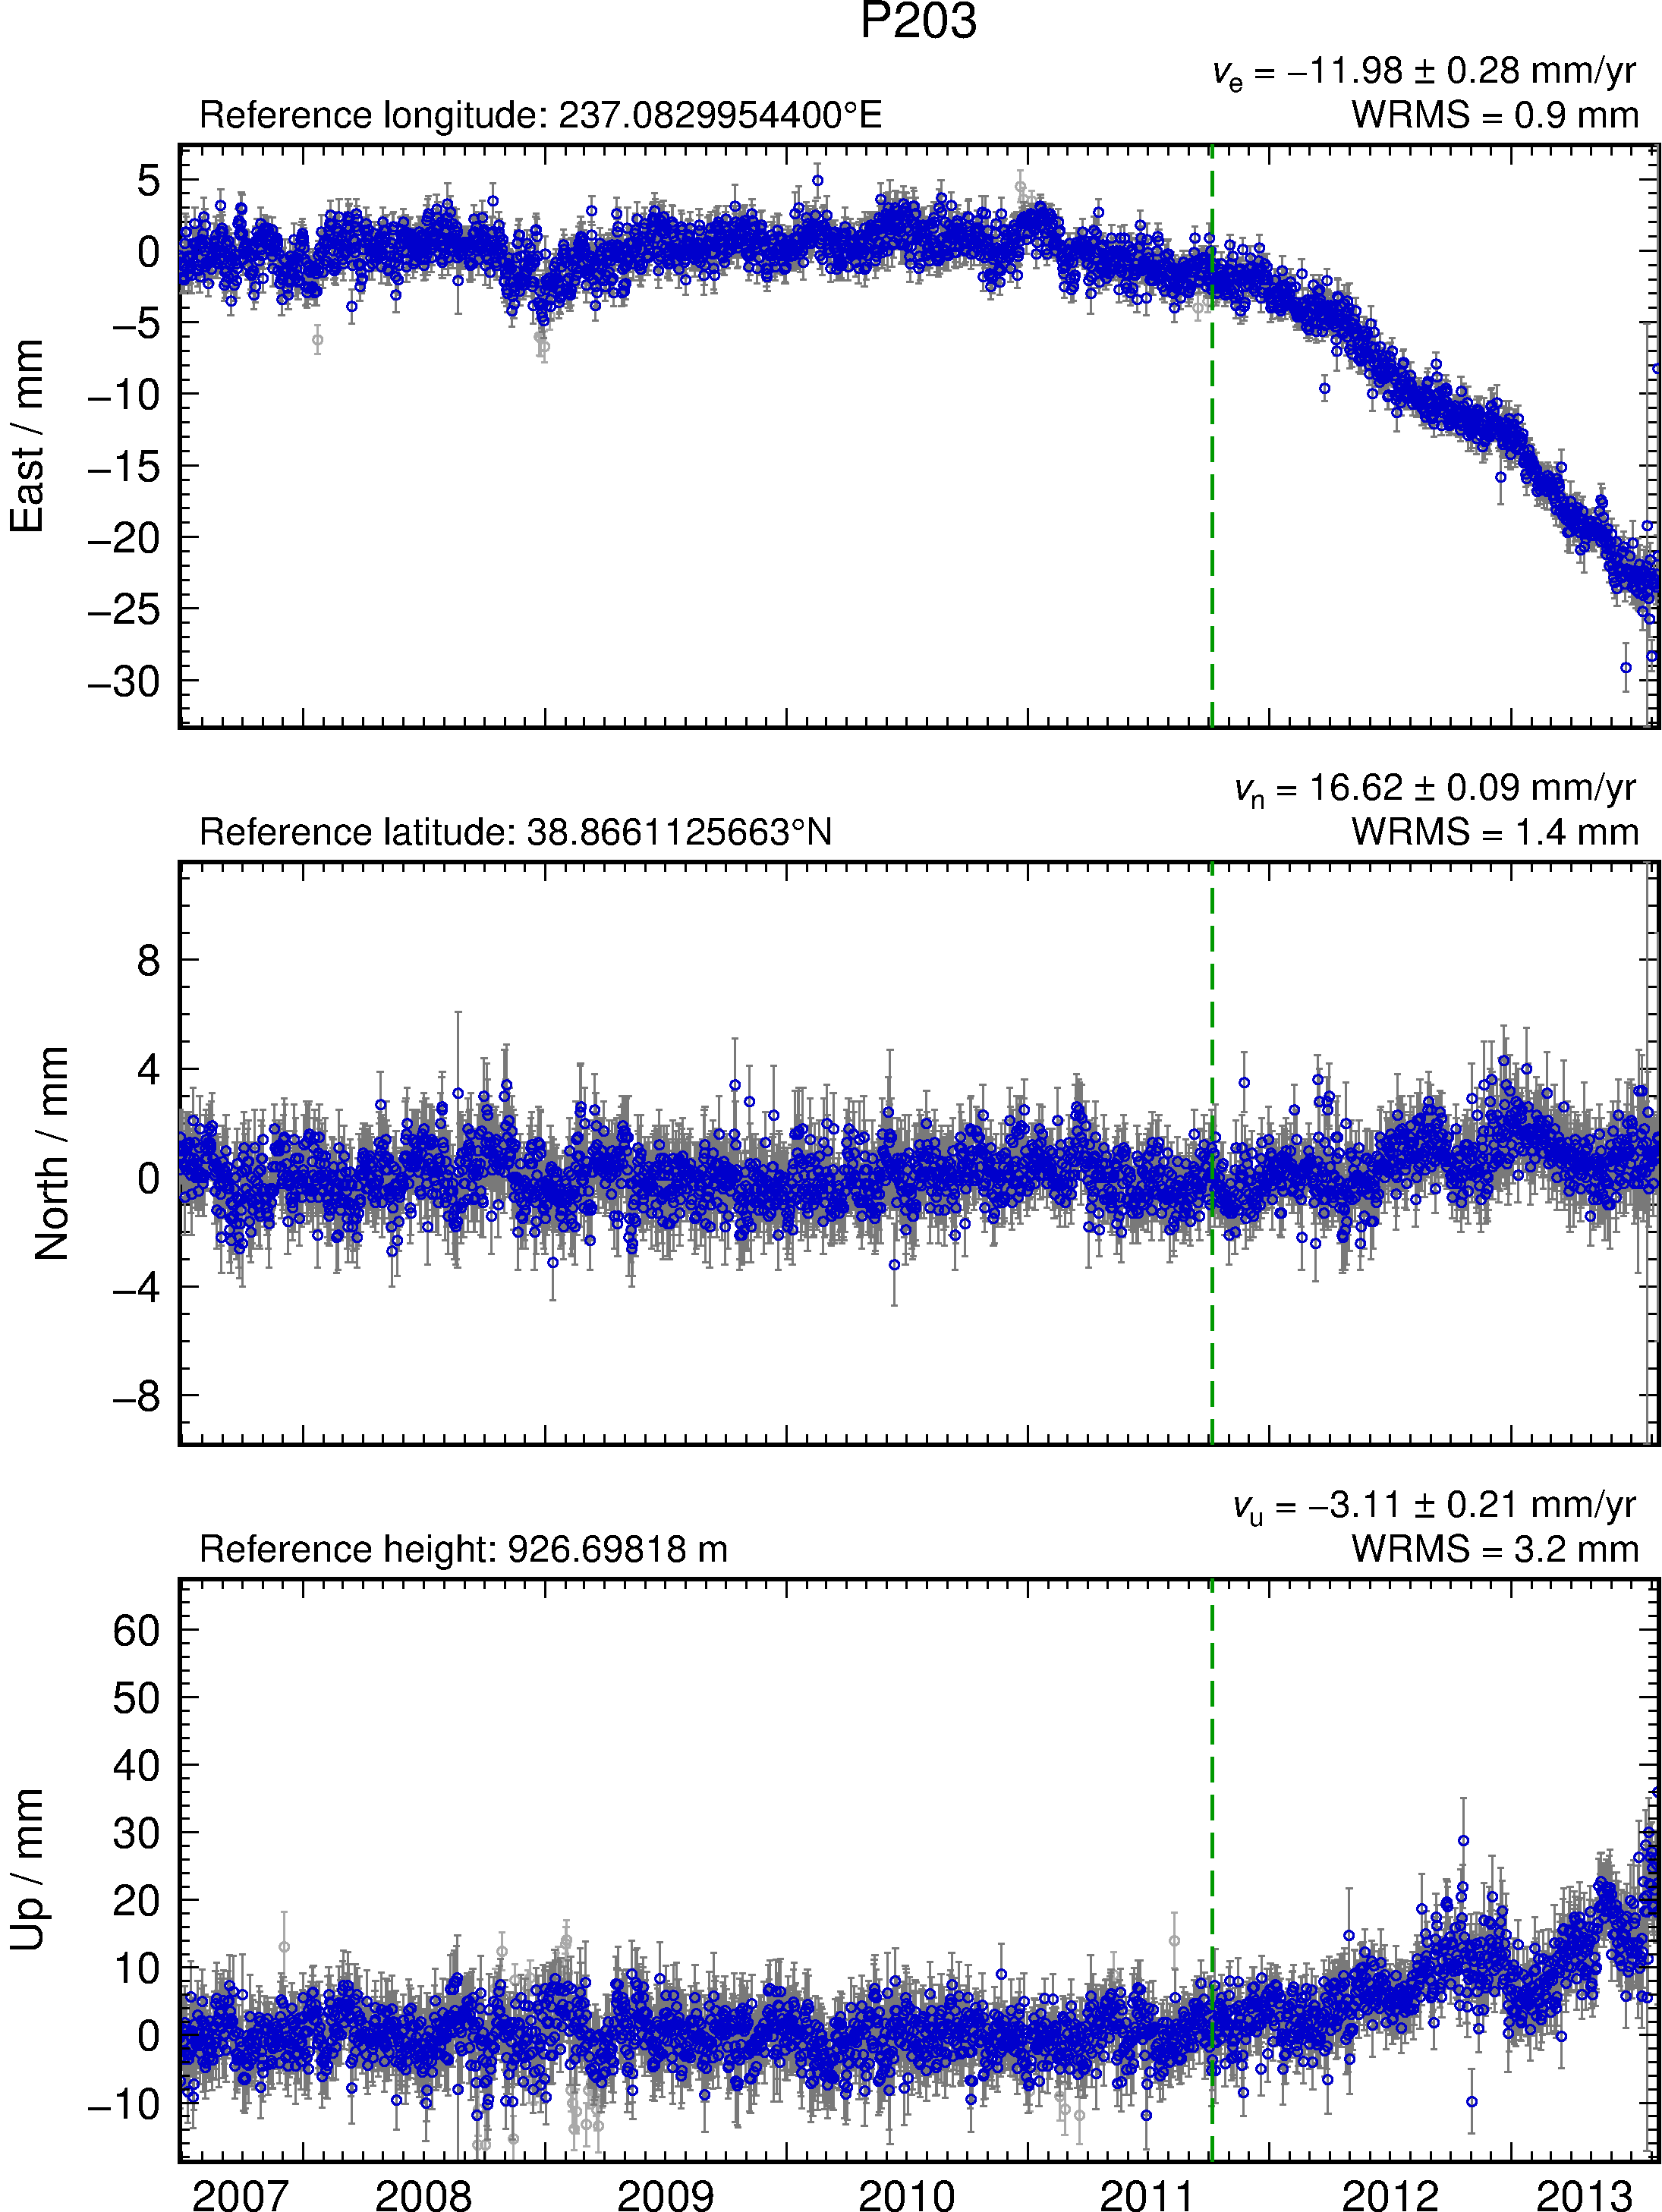 P203
vₑ = −11.98 ± 0.28 mm/yr
Reference longitude: 237.0829954400°E WRMS = 0.9 mm
5
0
−5
−10
−15
−20
−25
−30
East / mm
vₙ = 16.62 ± 0.09 mm/yr
Reference latitude: 38.8661125663°N WRMS = 1.4 mm
8
4
0
−4
−8
North / mm
vᵤ = −3.11 ± 0.21 mm/yr
Reference height: 926.69818 m WRMS = 3.2 mm
60
50
40
30
20
10
0
−10
Up / mm
2007 2008 2009 2010 2011 2012 2013